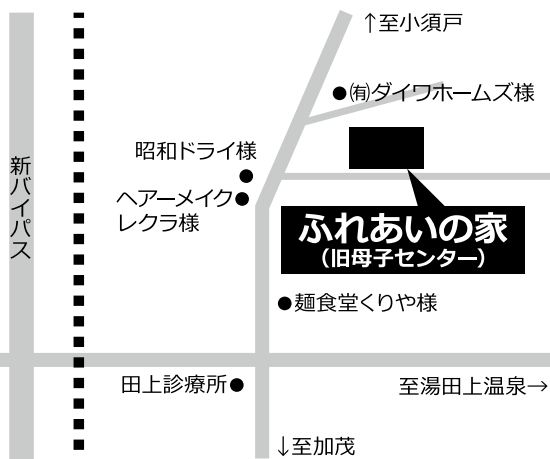 ↑至小須戸
●㈲ダイワホームズ様
昭和ドライ様
ヘアーメイク
レクラ様
新バイパス
ふれあいの家
（旧母子センター）
●麺食堂くりや様
田上診療所●
至湯田上温泉→
↓至加茂